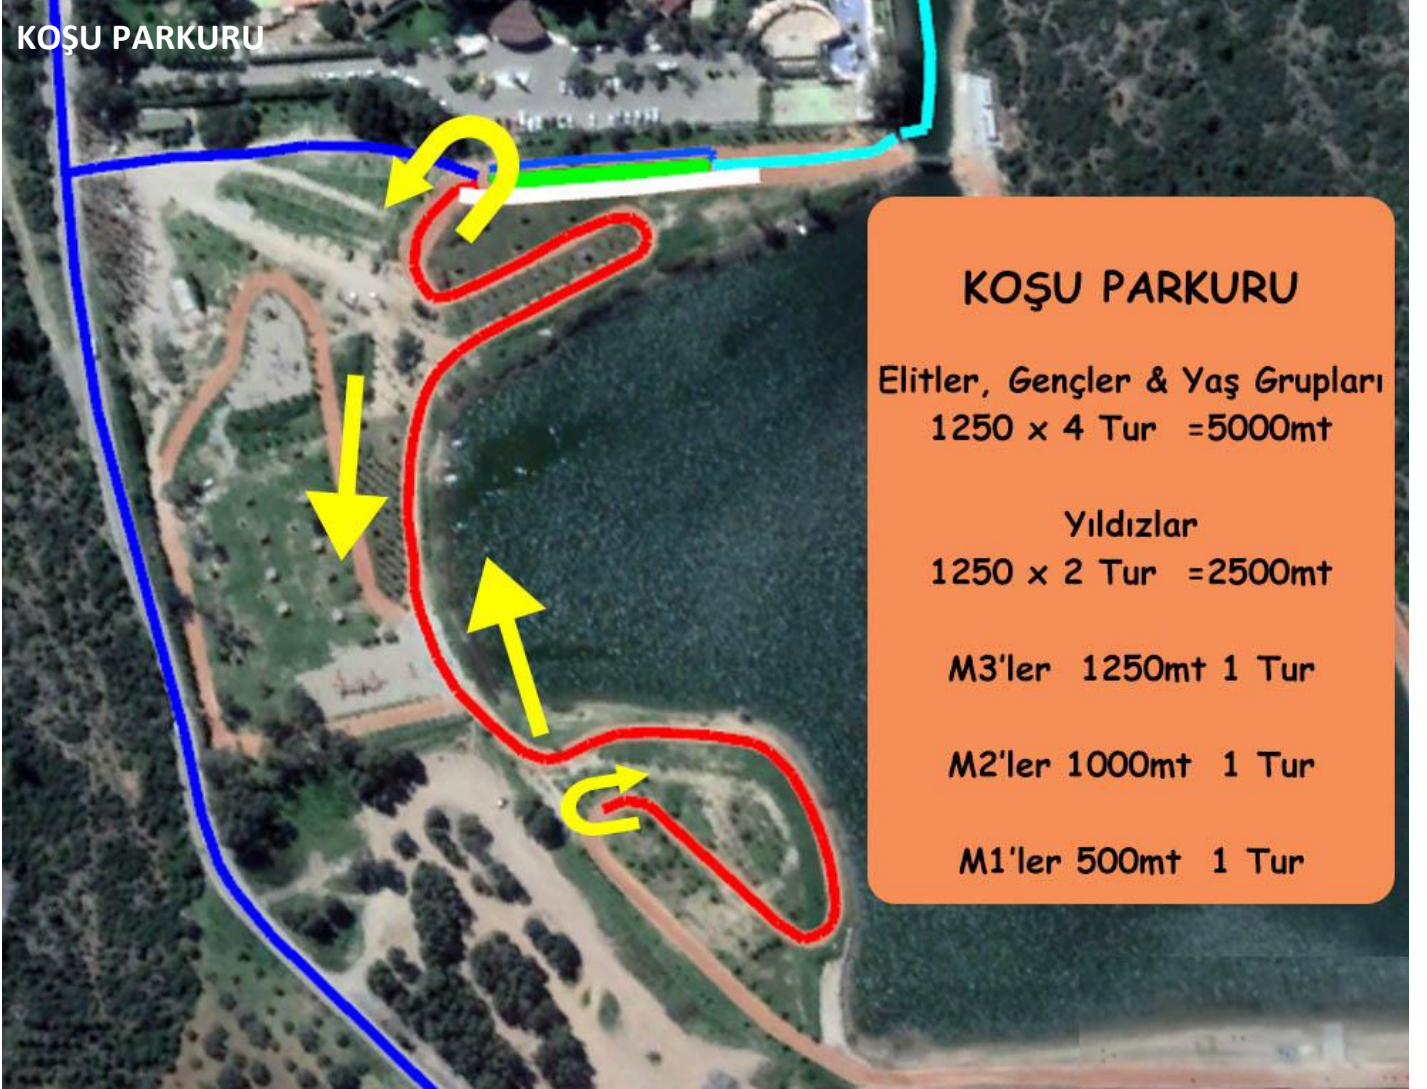 KOŞU PARKURU
KOŞU PARKURU
Elitler, Gençler & Yaş Grupları
1250 x 4 Tur =5000mt
Yıldızlar
1250 x 2 Tur =2500mt
M3'ler 1250mt 1 Tur
M2'ler 1000mt 1 Tur
M1'ler 500mt 1 Tur